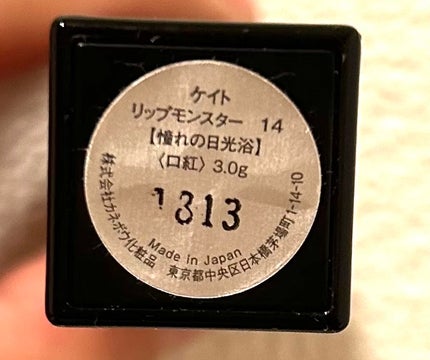 ケイト
リップモンスター 14
【憧れの日光浴】
〈口紅〉3.0g
1313
Made in Japan
株式会社カネボウ化粧品 東京都中央区日本橋茅場町1-14-10